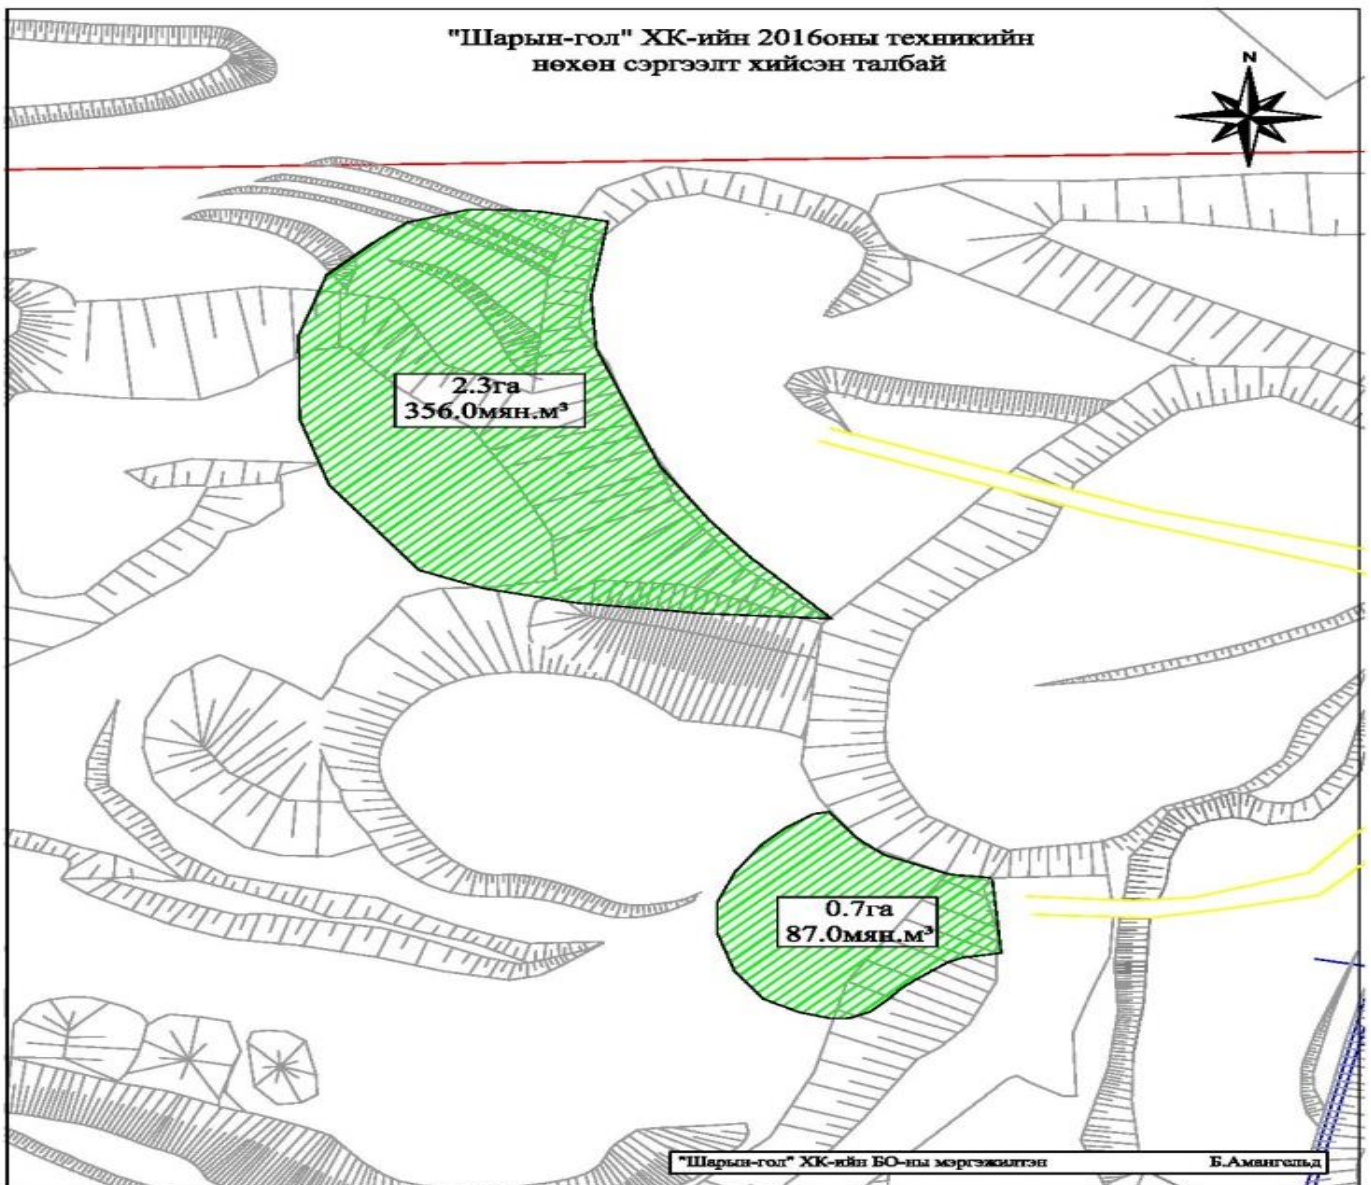 "Шарын-гол" ХК-ийн 2016оны техникийн
нөхөн сэргээлт хийсэн талбай
N
2.3га
356.0мян.м³
0.7га
87.0мян.м³
"Шарын-гол" ХК-ийн БО-ны мэргэжилтэн Б.Амангельд